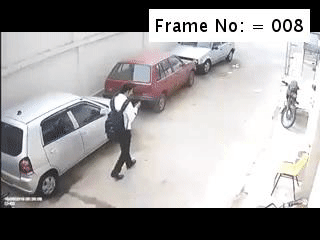 Frame No: = 008